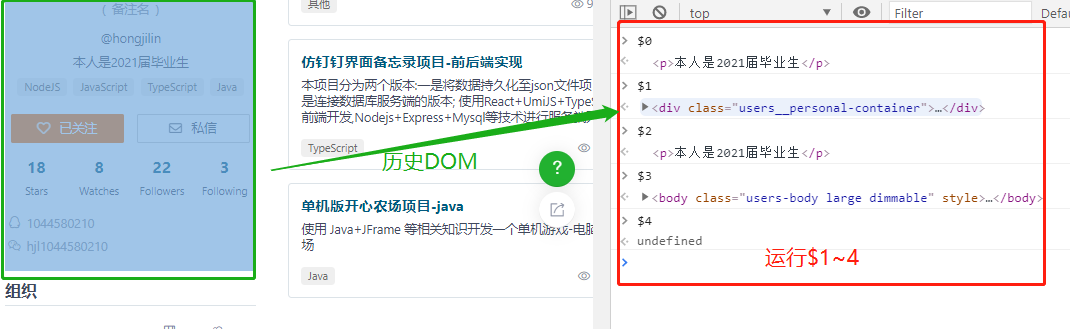 ( 备注名 )
@hongjilin
本人是2021届毕业生
NodeJS
JavaScript
TypeScript
Java
已关注
私信
18
8
22
3
Stars
Watches
Followers
Following
1044580210
hjl1044580210
组织
其他
9
仿钉钉界面备忘录项目-前后端实现
本项目分为两个版本:一是将数据持久化至json文件项
是连接数据库服务端的版本; 使用React+UmiJS+TypeS
前端开发,Nodejs+Express+Mysql等技术进行服务
TypeScript
历史DOM
?
单机版开心农场项目-java
使用 Java+JFrame 等相关知识开发一个单机游戏-电脑
场
Java
top
Filter
Defau
$0
<p>本人是2021届毕业生</p>
$1
<div class="users__personal-container">…</div>
$2
<p>本人是2021届毕业生</p>
$3
<body class="users-body large dimmable" style>…</body>
$4
undefined
运行$1~4